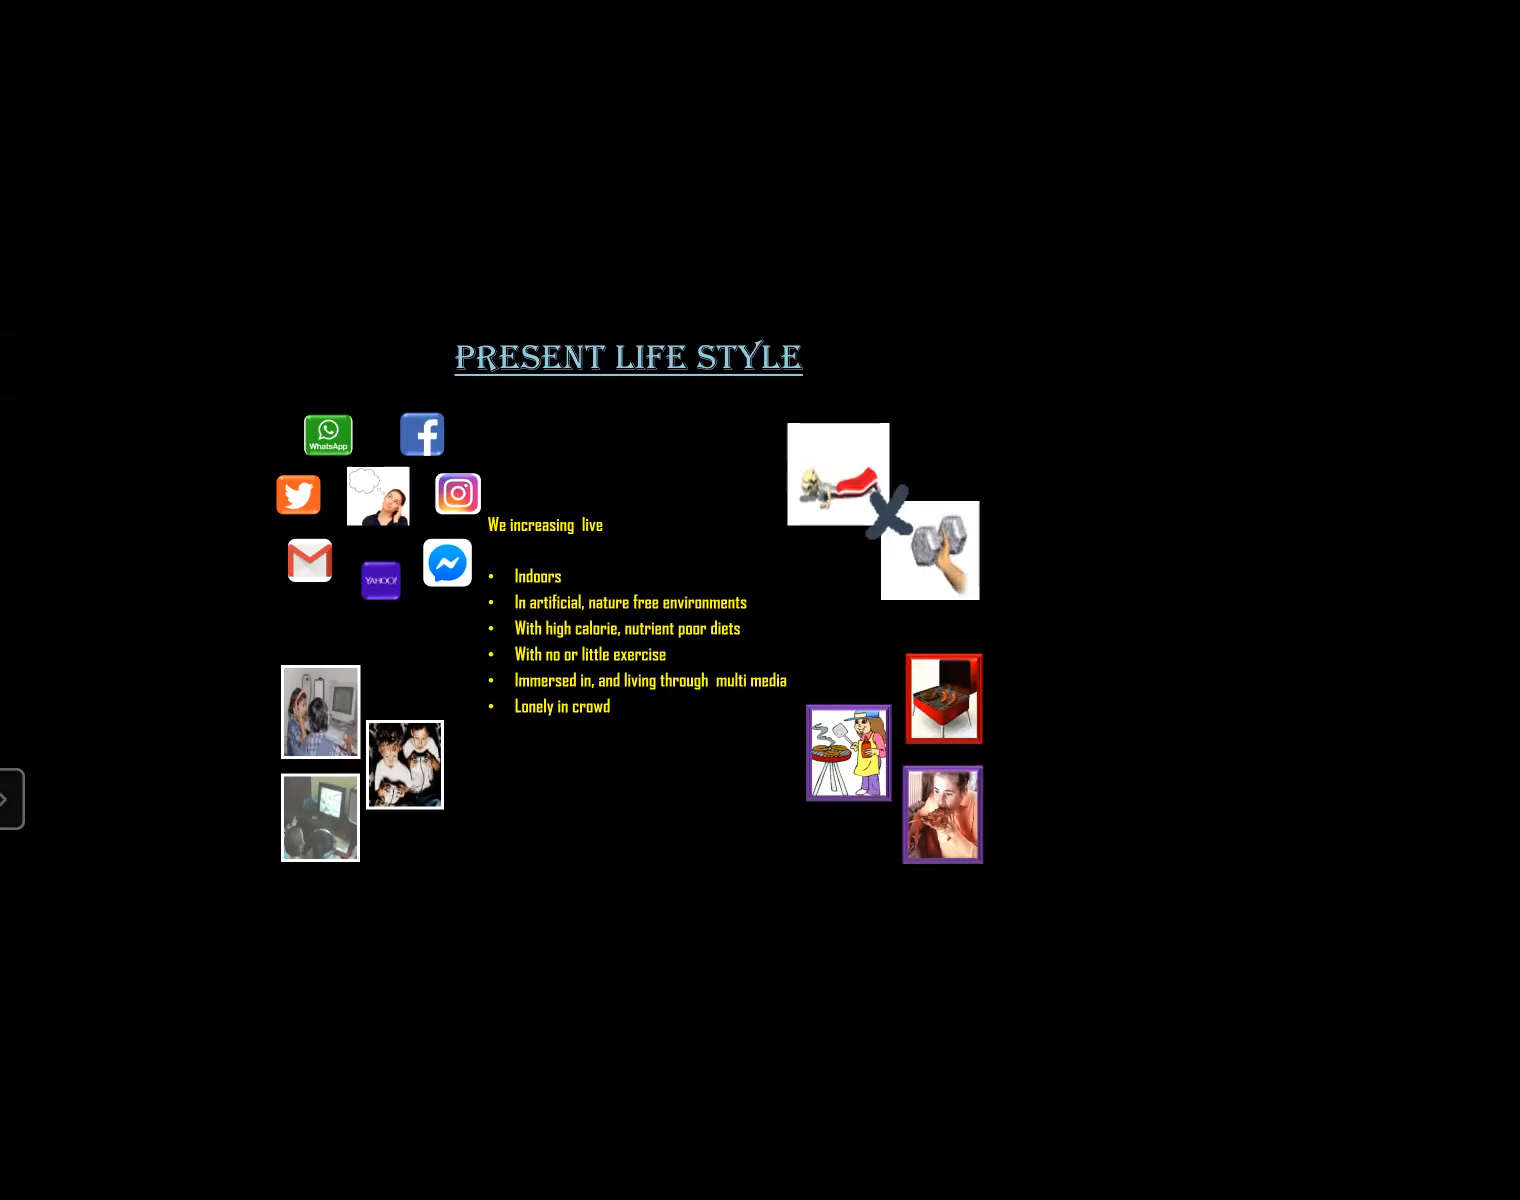 PRESENT LIFE STYLE
WhatsApp
YAHOO!
We increasing live
• Indoors
• In artificial, nature free environments
• With high calorie, nutrient poor diets
• With no or little exercise
• Immersed in, and living through multi media
• Lonely in crowd